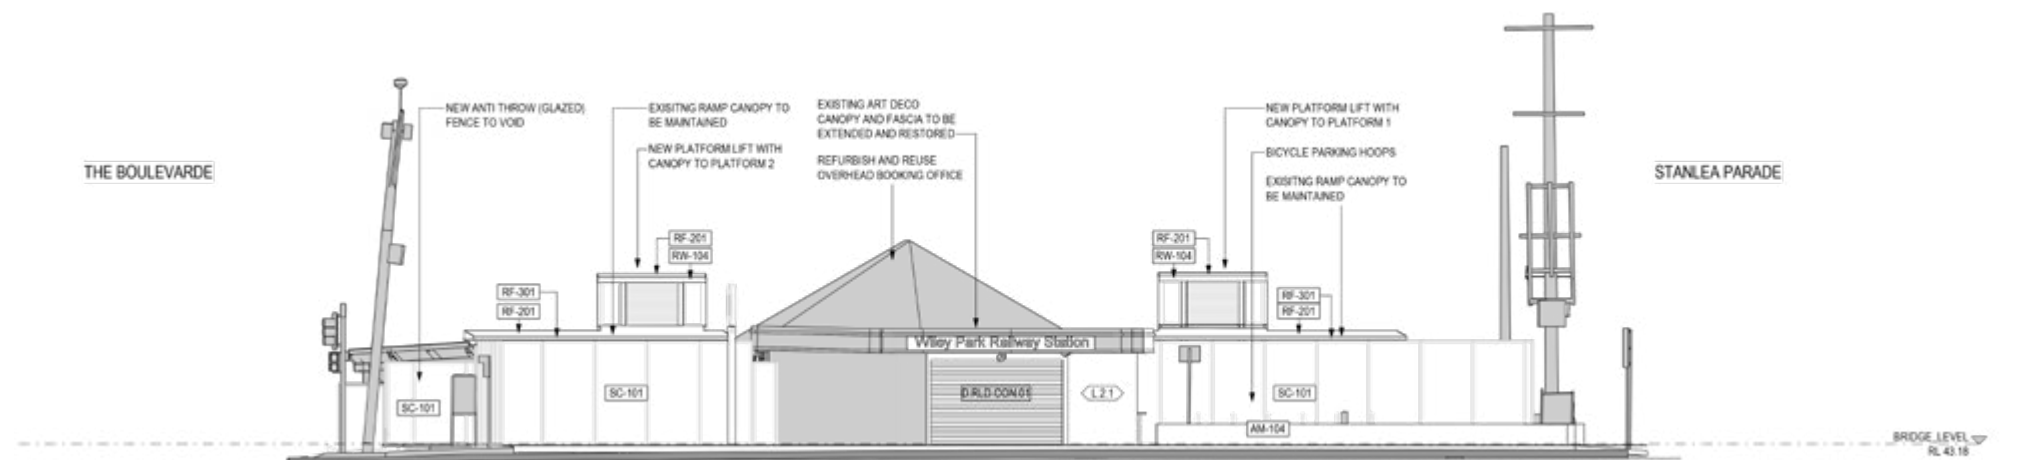 NEW ANTI THROW (GLAZED)
FENCE TO VOID
EXISITNG RAMP CANOPY TO
BE MAINTAINED
NEW PLATFORM LIFT WITH
CANOPY TO PLATFORM 2
EXISTING ART DECO
CANOPY AND FASCIA TO BE
EXTENDED AND RESTORED
REFURBISH AND REUSE
OVERHEAD BOOKING OFFICE
NEW PLATFORM LIFT WITH
CANOPY TO PLATFORM 1
BICYCLE PARKING HOOPS
EXISITNG RAMP CANOPY TO
BE MAINTAINED
THE BOULEVARDE
STANLEA PARADE
RF-201
RW-104
RF-301
RF-201
RF-201
RW-104
RF-301
RF-201
Wiley Park Railway Station
SC-101
SC-101
D.RLD-CON.01
L 2.1
SC-101
AM-104
BRIDGE_LEVEL
RL 43.18